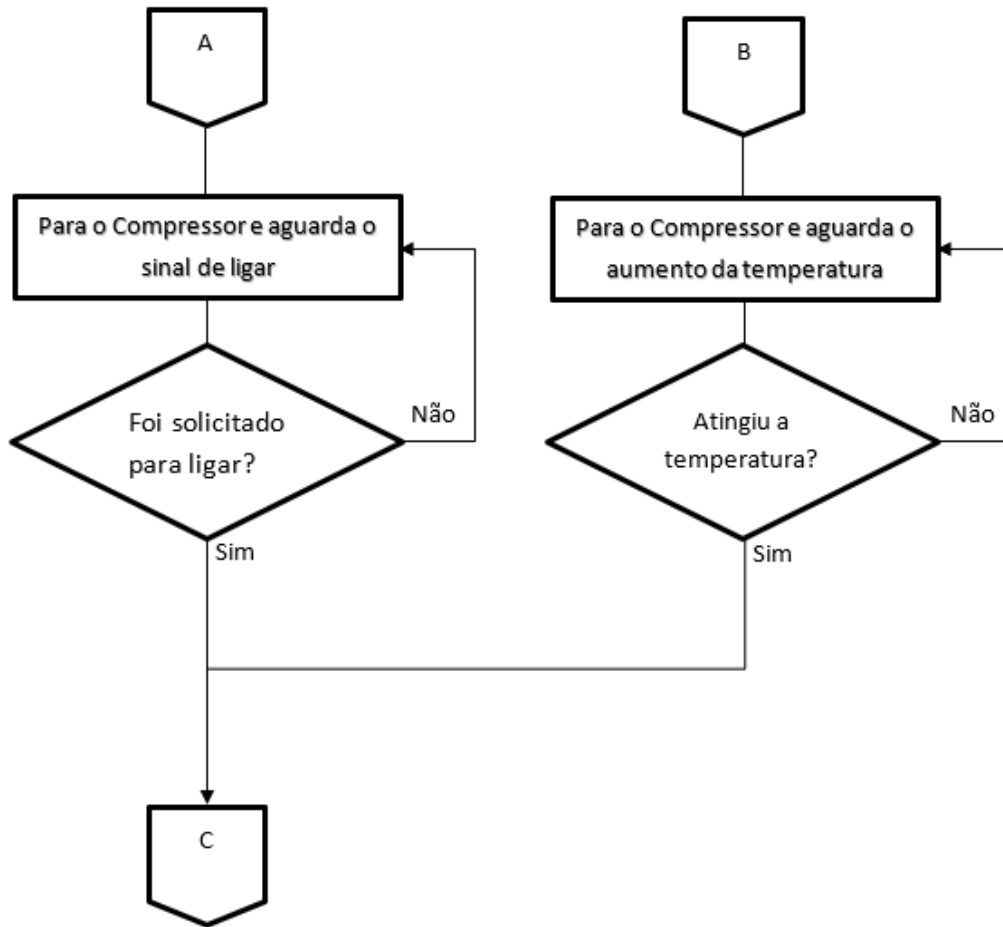 A
Para o Compressor e aguarda o
sinal de ligar
Foi solicitado
para ligar?
Não
Sim
B
Para o Compressor e aguarda o
aumento da temperatura
Atingiu a
temperatura?
Não
Sim
C